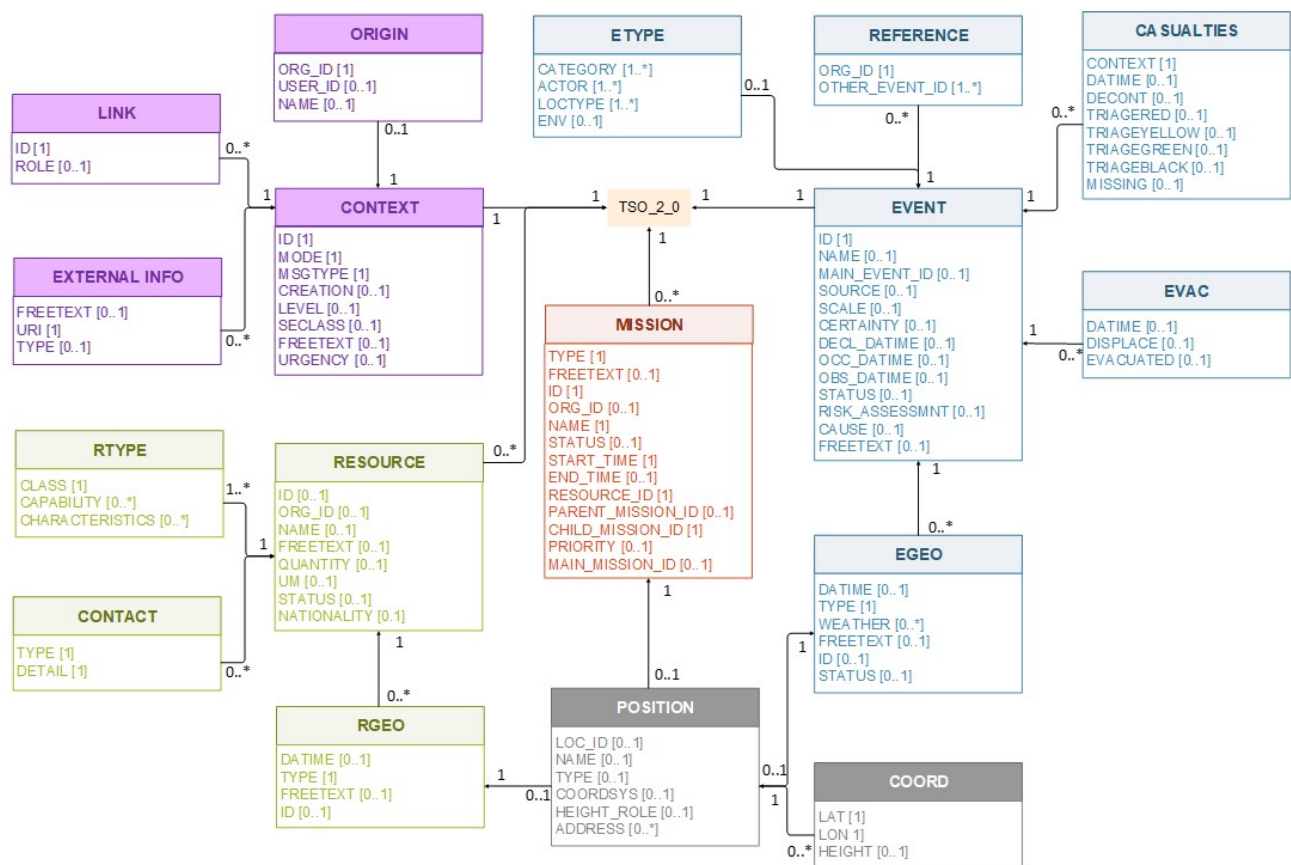 ORIGIN
ORG_ID [1]
USER_ID [0..1]
NAME [0..1]
0..1
ETYPE
CATEGORY [1..*]
ACTOR [1..*]
LOCTYPE [1..*]
ENV [0..1]
0..1
REFERENCE
ORG_ID [1]
OTHER_EVENT_ID [1..*]
0..*
CASUALTIES
CONTEXT [1]
DATIME [0..1]
DECONT [0..1]
TRIAGERED [0..1]
TRIAGEYELLOW [0..1]
TRIAGEGREEN [0..1]
TRIAGEBLACK [0..1]
MISSING [0..1]
0..*
LINK
ID [1]
ROLE [0..1]
0..*
1
1
CONTEXT
ID [1]
MODE [1]
MSGTYPE [1]
CREATION [0..1]
LEVEL [0..1]
SECLASS [0..1]
FREETEXT [0..1]
URGENCY [0..1]
1
1
TSO_2_0
1
1
1
1
1
EVENT
ID [1]
NAME [0..1]
MAIN_EVENT_ID [0..1]
SOURCE [0..1]
SCALE [0..1]
CERTAINTY [0..1]
DECL_DATIME [0..1]
OCC_DATIME [0..1]
OBS_DATIME [0..1]
STATUS [0..1]
RISK_ASSESSMNT [0..1]
CAUSE [0..1]
FREETEXT [0..1]
1
EXTERNAL INFO
FREETEXT [0..1]
URI [1]
TYPE [0..1]
0..*
EVAC
DATIME [0..1]
DISPLACE [0..1]
EVACUATED [0..1]
1
0..*
0..*
MISSION
TYPE [1]
FREETEXT [0..1]
ID [1]
ORG_ID [0..1]
NAME [1]
STATUS [0..1]
START_TIME [1]
END_TIME [0..1]
RESOURCE_ID [1]
PARENT_MISSION_ID [0..1]
CHILD_MISSION_ID [1]
PRIORITY [0..1]
MAIN_MISSION_ID [0..1]
1
RTYPE
CLASS [1]
CAPABILITY [0..*]
CHARACTERISTICS [0..*]
1..*
1
RESOURCE
ID [0..1]
ORG_ID [0..1]
NAME [0..1]
FREETEXT [0..1]
QUANTITY [0..1]
UM [0..1]
STATUS [0..1]
NATIONALITY [0.1]
0..*
1
CONTACT
TYPE [1]
DETAIL [1]
0..*
0..*
EGEO
DATIME [0..1]
TYPE [1]
WEATHER [0..*]
FREETEXT [0..1]
ID [0..1]
STATUS [0..1]
1
0..*
RGEO
DATIME [0..1]
TYPE [1]
FREETEXT [0..1]
ID [0..1]
1
0..1
0..1
POSITION
LOC_ID [0..1]
NAME [0..1]
TYPE [0..1]
COORDSYS [0..1]
HEIGHT_ROLE [0..1]
ADDRESS [0..*]
0..1
1
COORD
LAT [1]
LON 1]
HEIGHT [0..1]
0..*